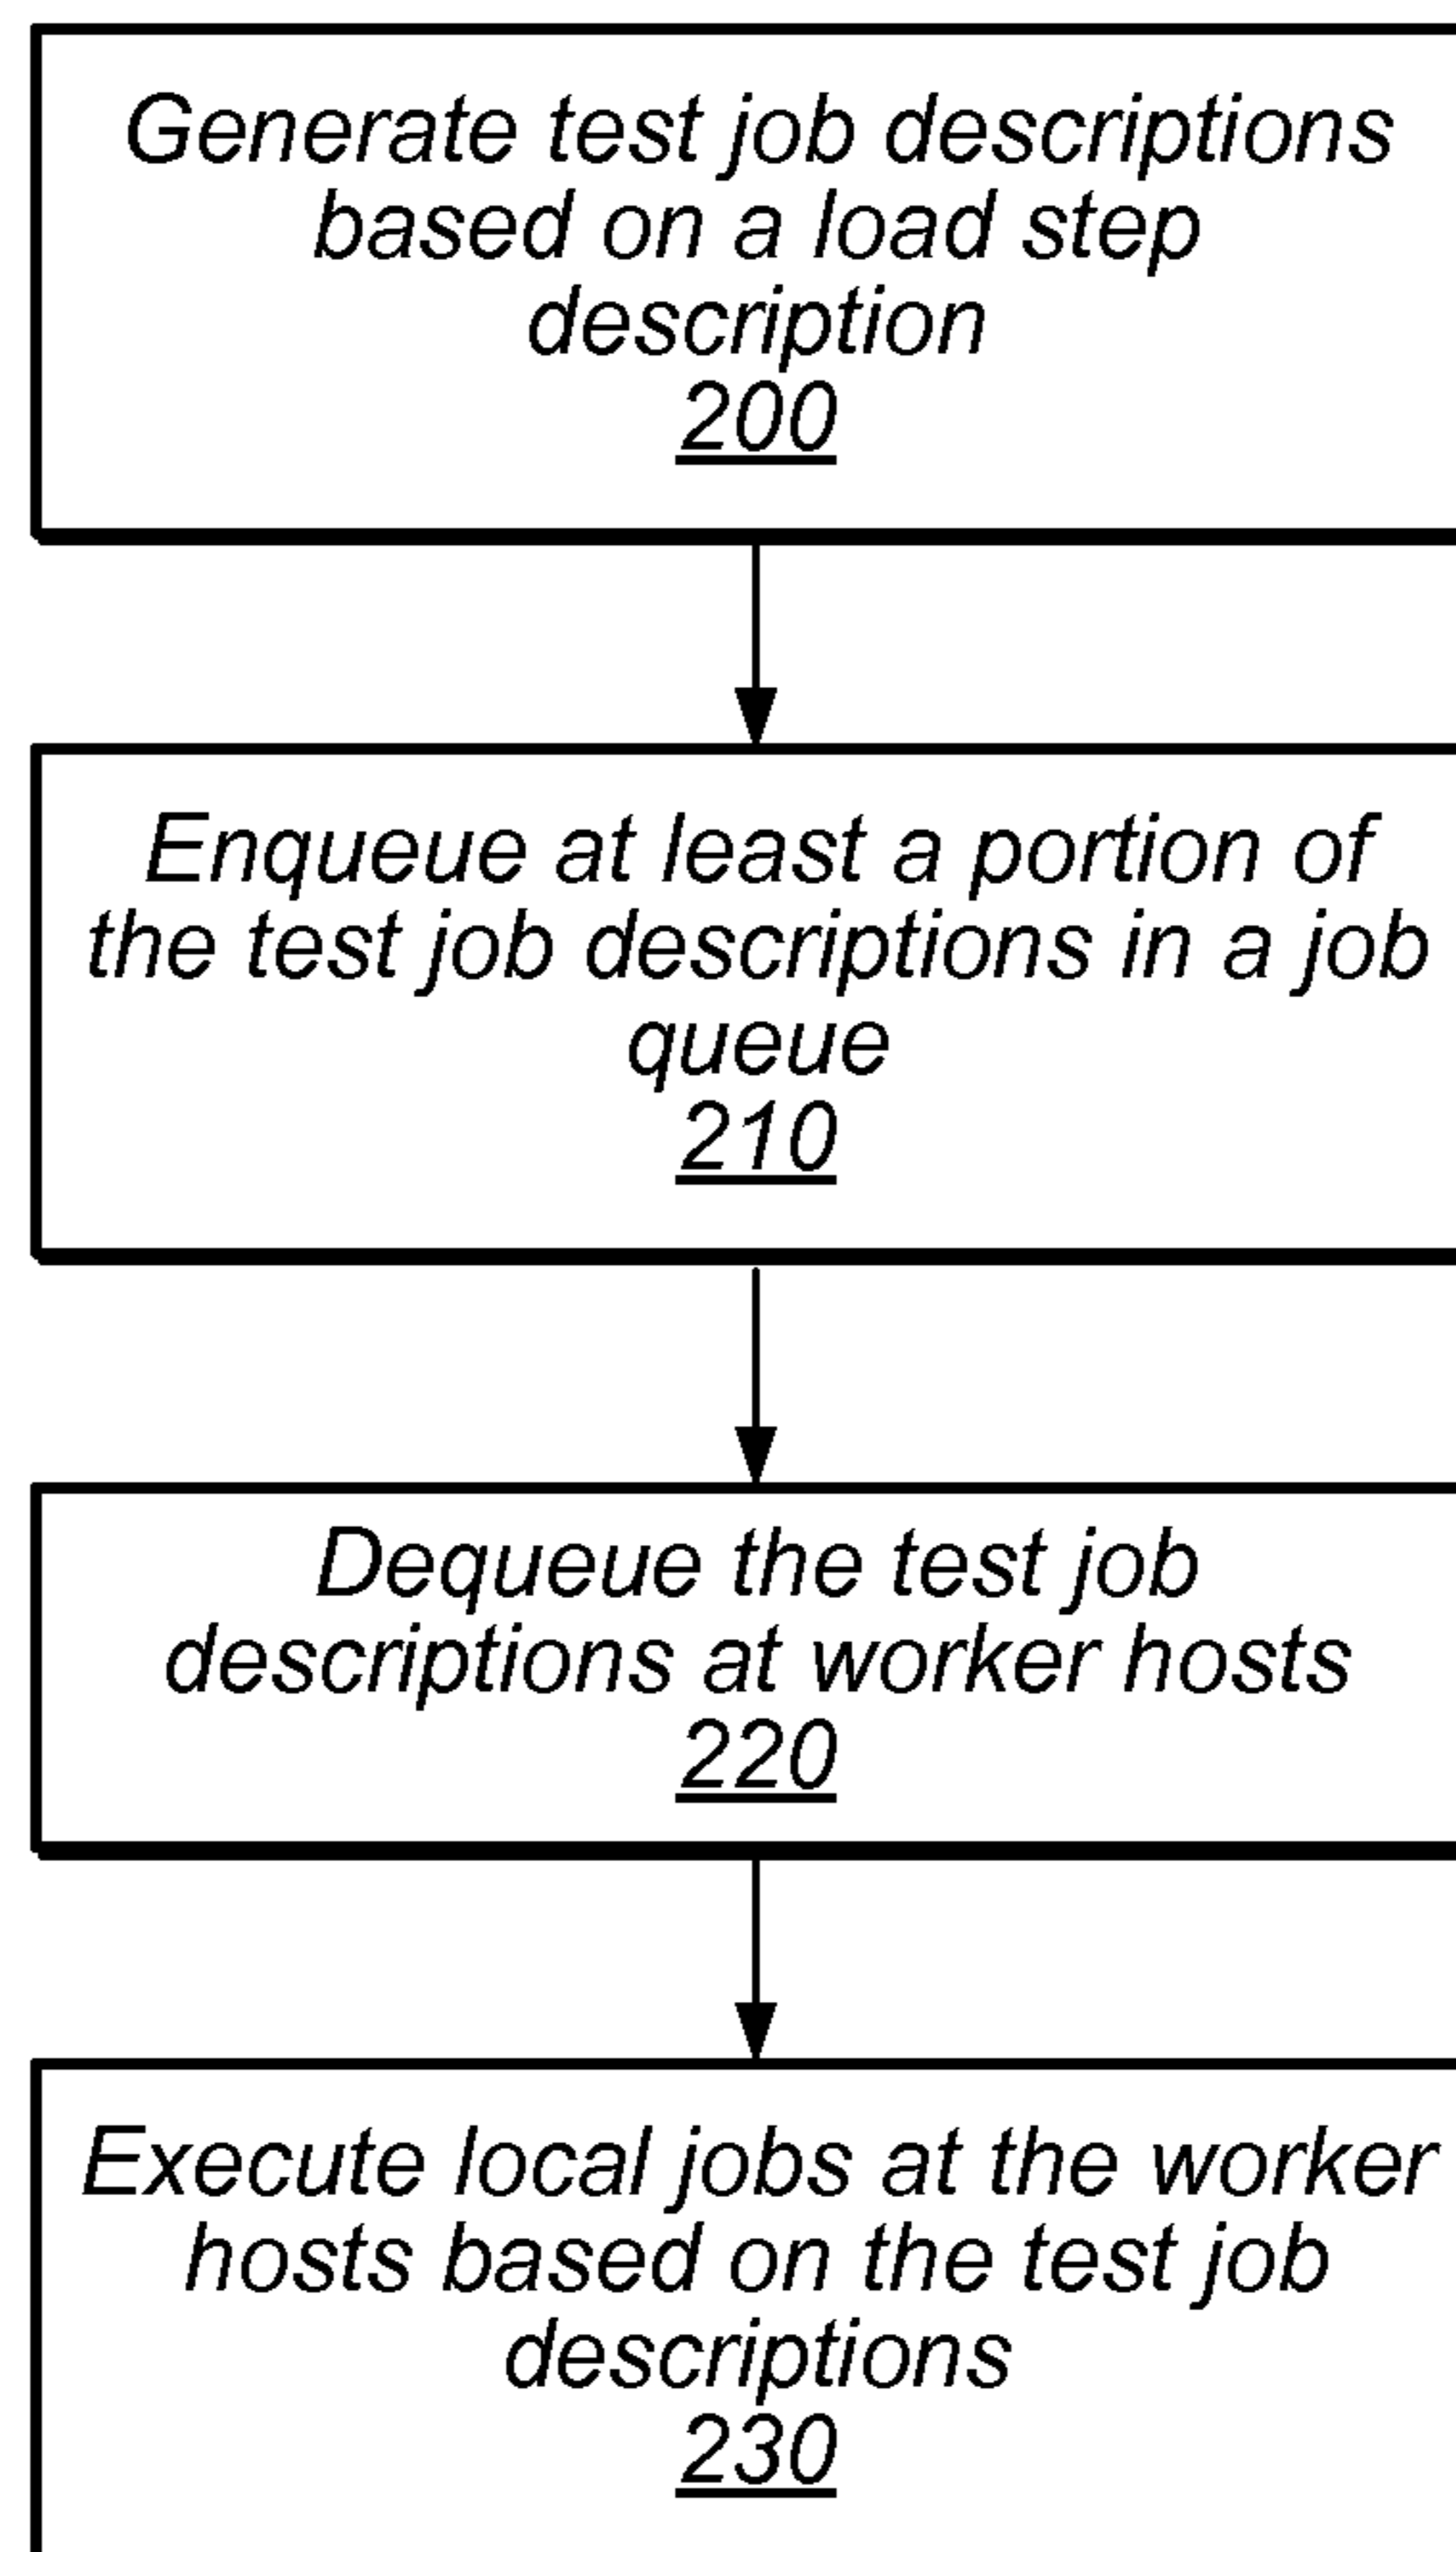 Generate test job descriptions
based on a load step
description
200
Enqueue at least a portion of
the test job descriptions in a job
queue
210
Dequeue the test job
descriptions at worker hosts
220
Execute local jobs at the worker
hosts based on the test job
descriptions
230